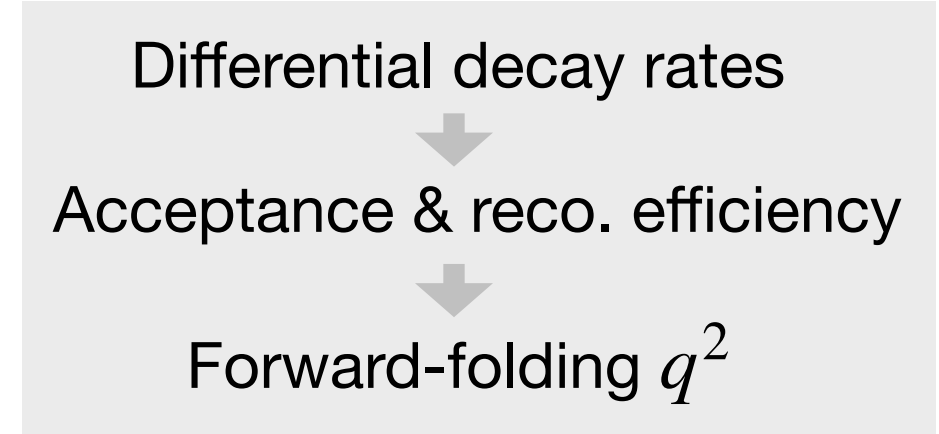 Differential decay rates
Acceptance & reco. efficiency
Forward-folding q²